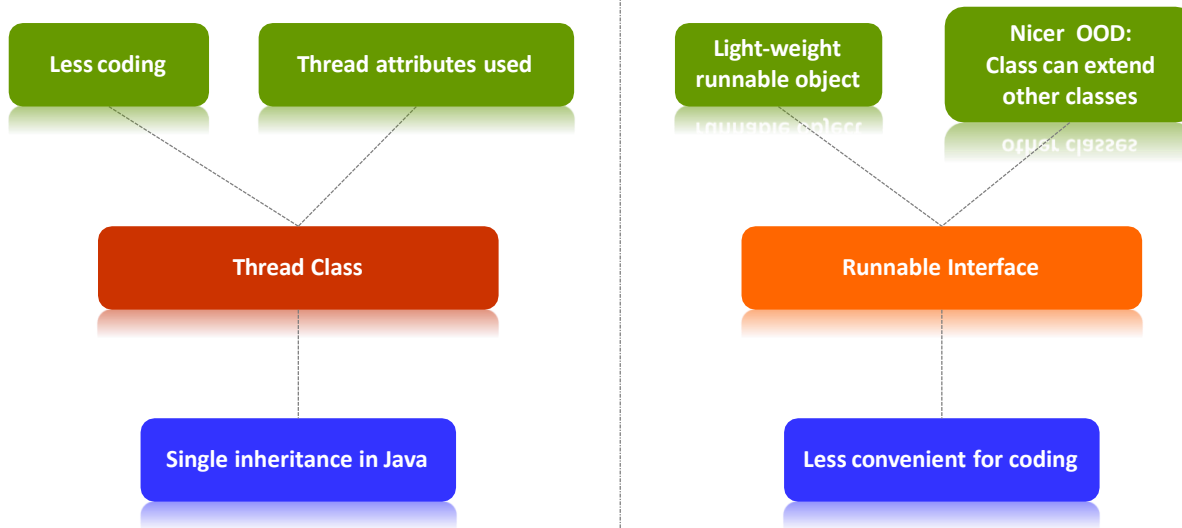 Less coding
Thread attributes used
Thread Class
Single inheritance in Java
Light-weight
runnable object
Nicer OOD:
Class can extend
other classes
Runnable Interface
Less convenient for coding